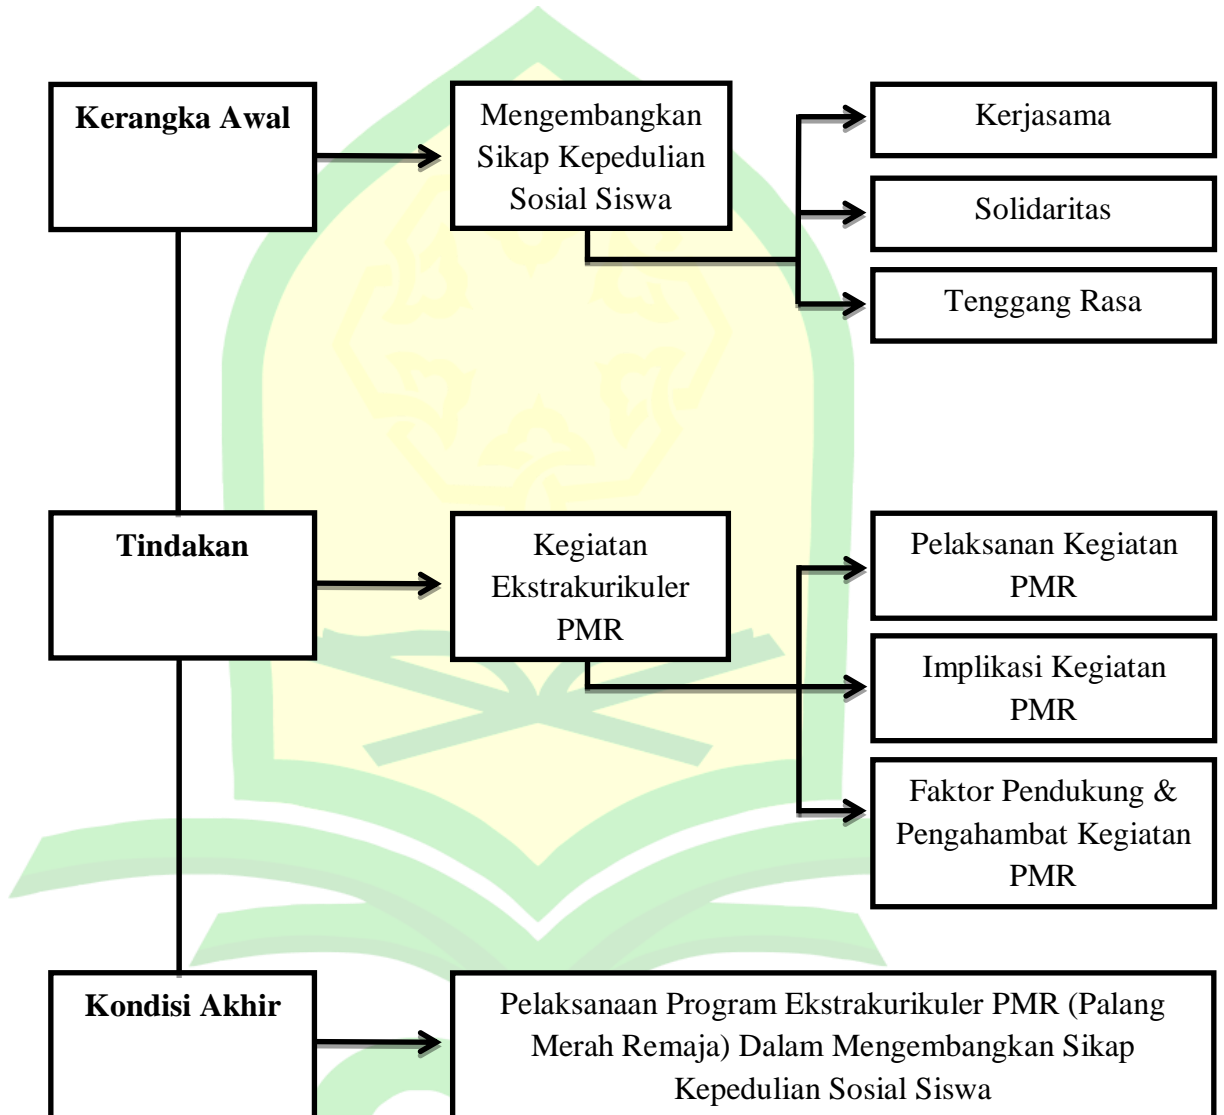 Kerangka Awal
Mengembangkan
Sikap Kepedulian
Sosial Siswa
Kerjasama
Solidaritas
Tenggang Rasa
Tindakan
Kegiatan
Ekstrakurikuler
PMR
Pelaksanan Kegiatan
PMR
Implikasi Kegiatan
PMR
Faktor Pendukung &
Pengahambat Kegiatan
PMR
Kondisi Akhir
Pelaksanaan Program Ekstrakurikuler PMR (Palang
Merah Remaja) Dalam Mengembangkan Sikap
Kepedulian Sosial Siswa